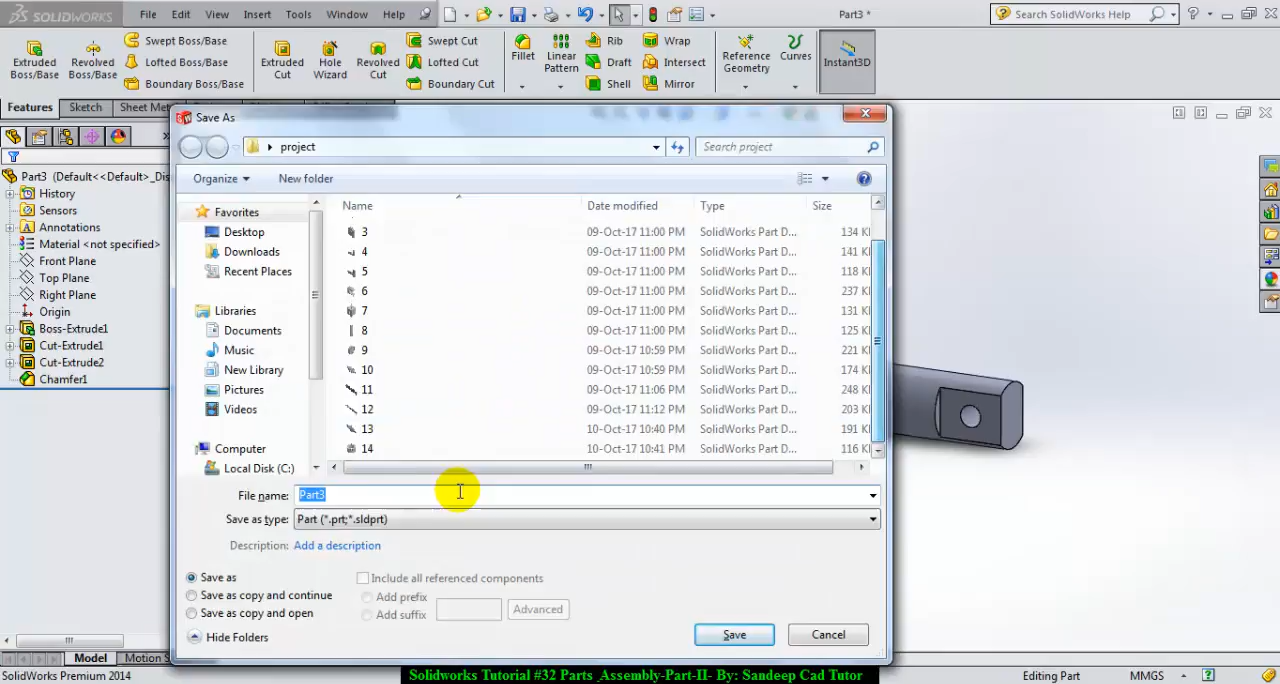 SOLIDWORKS File Edit View Insert Tools Window Help Part3 * Search SolidWorks Help
Extruded Boss/Base
Revolved Boss/Base
Swept Boss/Base
Lofted Boss/Base
Boundary Boss/Base
Extruded Cut
Hole Wizard
Revolved Cut
Swept Cut
Lofted Cut
Boundary Cut
Fillet
Linear Pattern
Rib
Draft
Shell
Wrap
Intersect
Mirror
Reference Geometry
Curves
Instant3D
Features Sketch Sheet Met
Part3 (Default<<Default>_Dis
History
Sensors
Annotations
Material <not specified>
Front Plane
Top Plane
Right Plane
Origin
Boss-Extrude1
Cut-Extrude1
Cut-Extrude2
Chamfer1
Save As
project Search project
Organize New folder
Favorites
Desktop
Downloads
Recent Places
Libraries
Documents
Music
New Library
Pictures
Videos
Computer
Local Disk (C:)
Name Date modified Type Size
3 09-Oct-17 11:00 PM SolidWorks Part D... 134 K
4 09-Oct-17 11:00 PM SolidWorks Part D... 141 K
5 09-Oct-17 11:00 PM SolidWorks Part D... 118 K
6 09-Oct-17 11:00 PM SolidWorks Part D... 237 K
7 09-Oct-17 11:00 PM SolidWorks Part D... 131 K
8 09-Oct-17 11:00 PM SolidWorks Part D... 125 K
9 09-Oct-17 10:59 PM SolidWorks Part D... 221 K
10 09-Oct-17 10:59 PM SolidWorks Part D... 174 K
11 09-Oct-17 11:06 PM SolidWorks Part D... 248 K
12 09-Oct-17 11:12 PM SolidWorks Part D... 203 K
13 10-Oct-17 10:40 PM SolidWorks Part D... 191 K
14 10-Oct-17 10:41 PM SolidWorks Part D... 116 K
File name: Part3
Save as type: Part (*.prt;*.sldprt)
Description: Add a description
Save as
Save as copy and continue
Save as copy and open
Include all referenced components
Add prefix
Add suffix
Advanced
Hide Folders
Save Cancel
Model Motion S
SolidWorks Premium 2014
Solidworks Tutorial #32 Parts Assembly-Part-II- By: Sandeep Cad Tutor
Editing Part MMGS